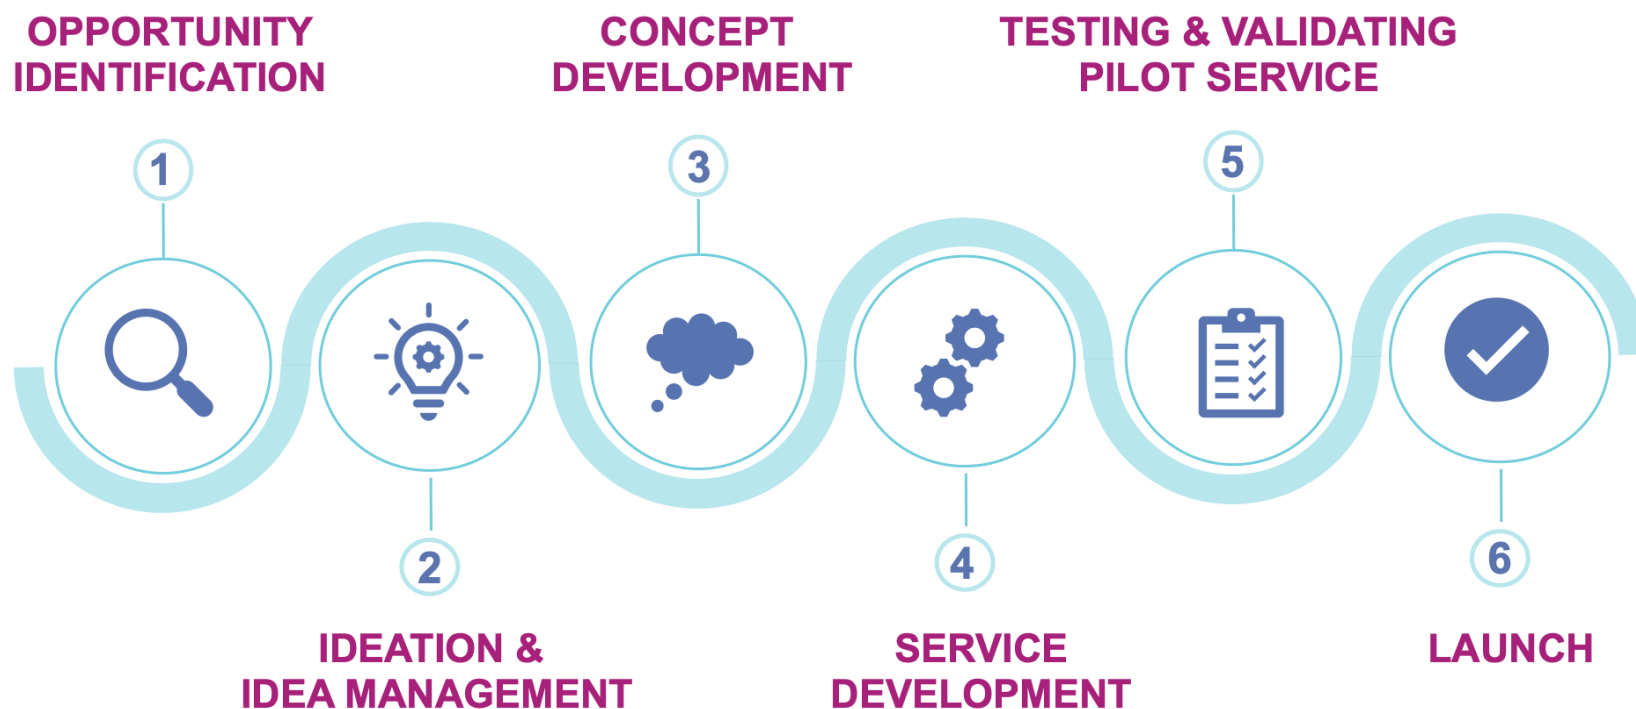 OPPORTUNITY
IDENTIFICATION
1
2
IDEATION &
IDEA MANAGEMENT
CONCEPT
DEVELOPMENT
3
4
SERVICE
DEVELOPMENT
TESTING & VALIDATING
PILOT SERVICE
5
6
LAUNCH